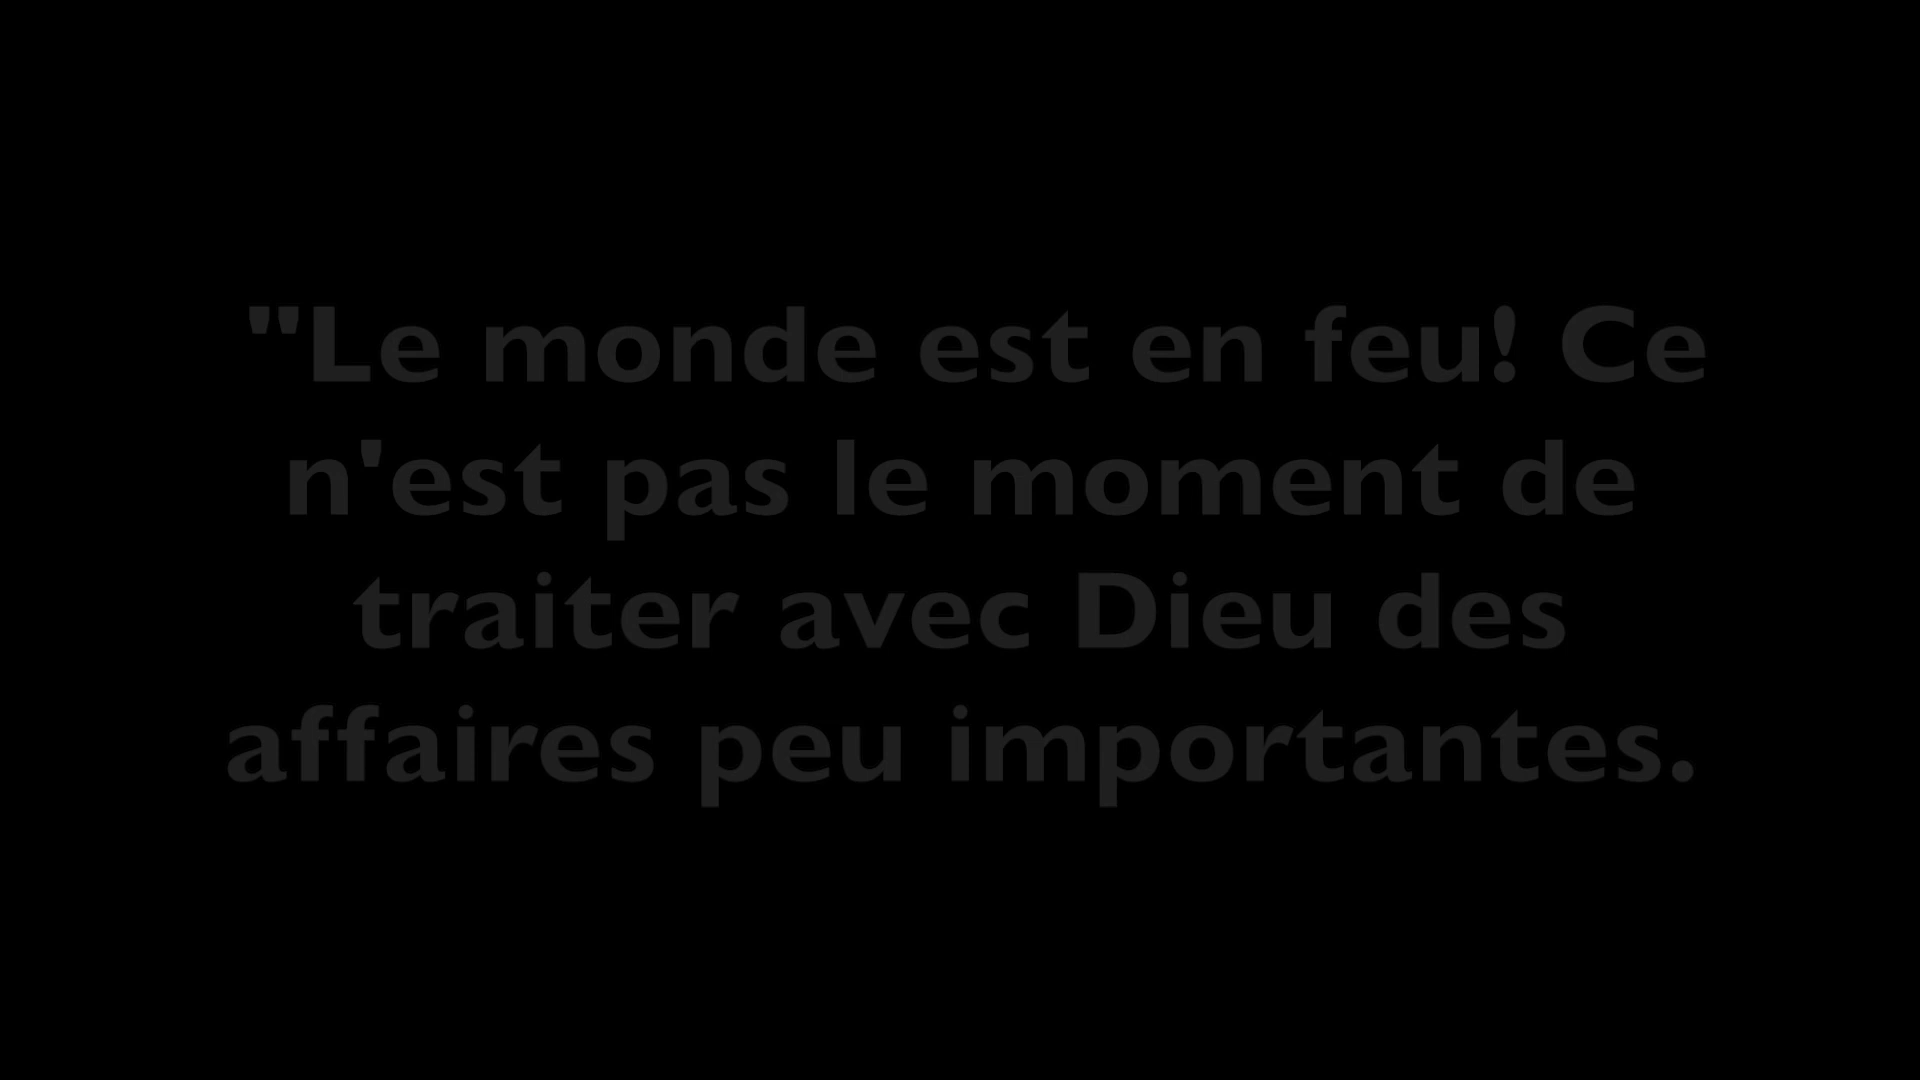 "Le monde est en feu! Ce
n'est pas le moment de
traiter avec Dieu des
affaires peu importantes.